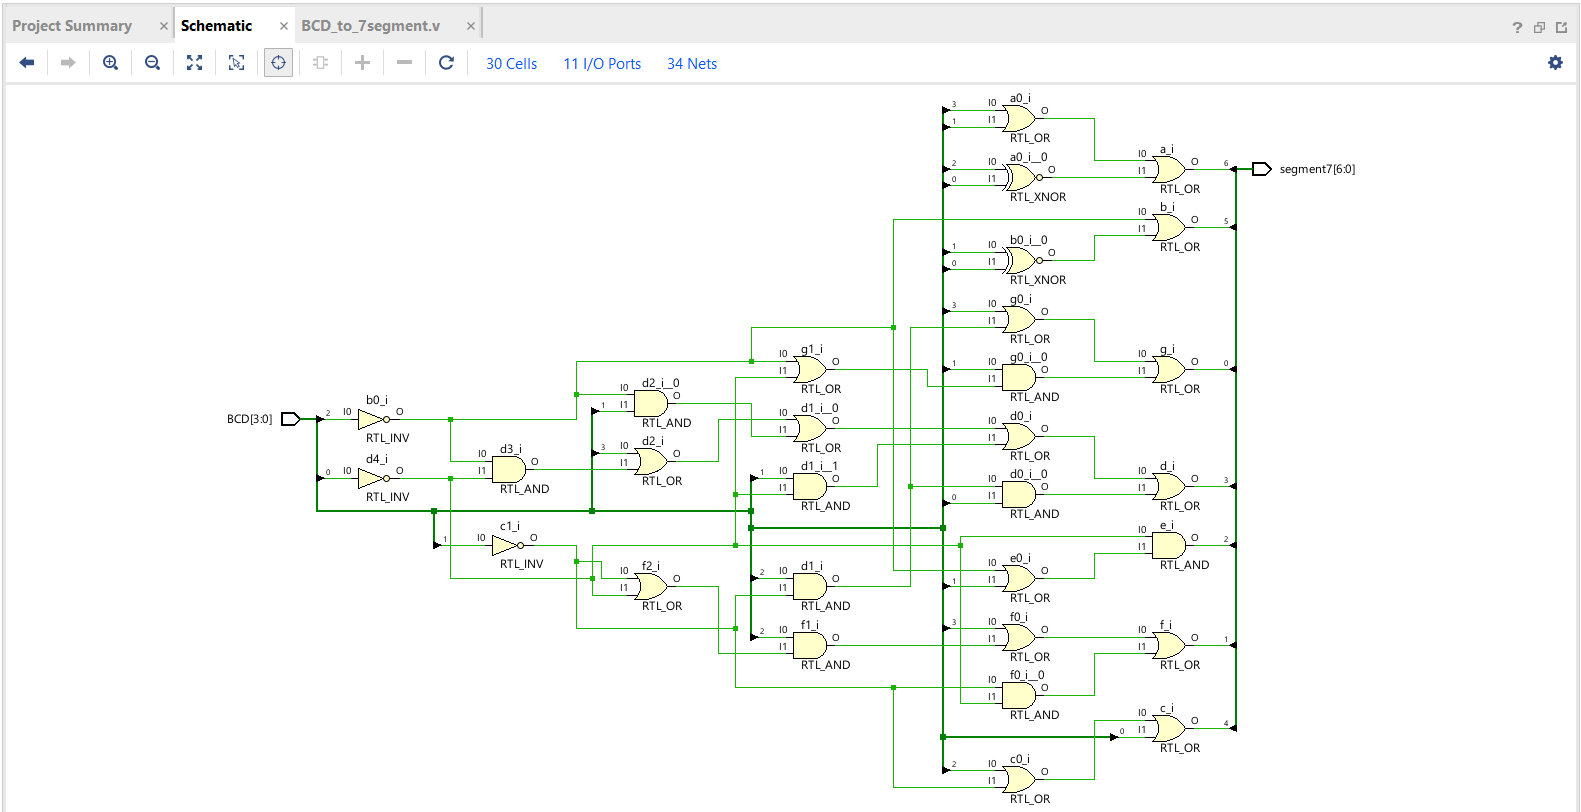 Project Summary × Schematic × BCD_to_7segment.v ×
?
30 Cells 11 I/O Ports 34 Nets
BCD[3:0]
2 I0 b0_i O
RTL_INV
0 I0 d4_i O
RTL_INV
d3_i
I0 O
I1
RTL_AND
c1_i
1 I0 O
RTL_INV
d2_i__0
I0 O
1 I1
RTL_AND
d2_i
3 I0 O
I1
RTL_OR
f2_i
I0 O
I1
RTL_OR
g1_i
I0 O
I1
RTL_OR
d1_i__0
I0 O
I1
RTL_OR
d1_i__1
1 I0 O
I1
RTL_AND
d1_i
2 I0 O
I1
RTL_AND
f1_i
2 I0 O
I1
RTL_AND
a0_i
3 I0 O
1 I1
RTL_OR
a0_i__0
2 I0 O
0 I1
RTL_XNOR
b0_i__0
1 I0 O
0 I1
RTL_XNOR
g0_i
3 I0 O
I1
RTL_OR
g0_i__0
1 I0 O
I1
RTL_AND
d0_i
I0 O
I1
RTL_OR
d0_i__0
I0 O
0 I1
RTL_AND
e0_i
I0 O
1 I1
RTL_OR
f0_i
3 I0 O
I1
RTL_OR
f0_i__0
I0 O
I1
RTL_AND
c0_i
2 I0 O
I1
RTL_OR
a_i
I0 O 6
I1
RTL_OR
b_i
I0 O 5
I1
RTL_OR
g_i
I0 O 0
I1
RTL_OR
d_i
I0 O 3
I1
RTL_OR
e_i
I0 O 2
I1
RTL_AND
f_i
I0 O 1
I1
RTL_OR
c_i
I0 O 4
0 I1
RTL_OR
segment7[6:0]